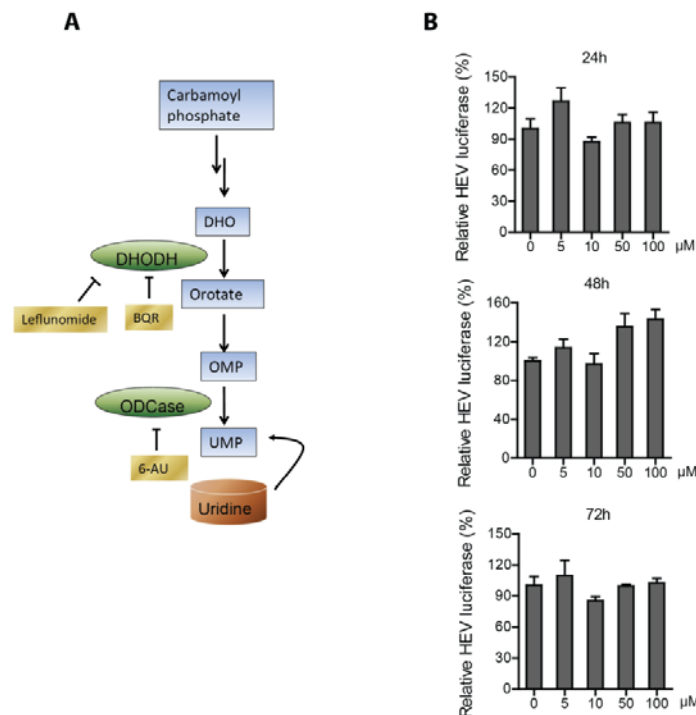 A
Carbamoyl
phosphate
DHO
DHODH
Leflunomide
BQR
Orotate
OMP
ODCase
UMP
6-AU
Uridine
B
24h
Relative HEV luciferase (%)
150
120
90
60
30
0
0 5 10 50 100 μM
48h
Relative HEV luciferase (%)
160
120
80
40
0
0 5 10 50 100 μM
72h
Relative HEV luciferase (%)
150
120
90
60
30
0
0 5 10 50 100 μM